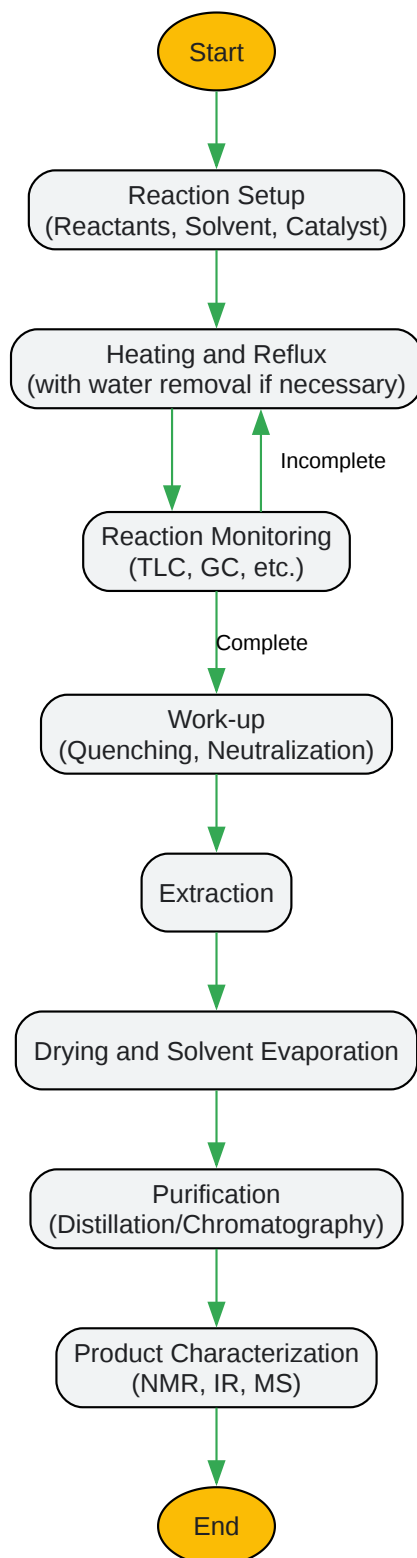 Start
Reaction Setup
(Reactants, Solvent, Catalyst)
Heating and Reflux
(with water removal if necessary)
Incomplete
Reaction Monitoring
(TLC, GC, etc.)
Complete
Work-up
(Quenching, Neutralization)
Extraction
Drying and Solvent Evaporation
Purification
(Distillation/Chromatography)
Product Characterization
(NMR, IR, MS)
End